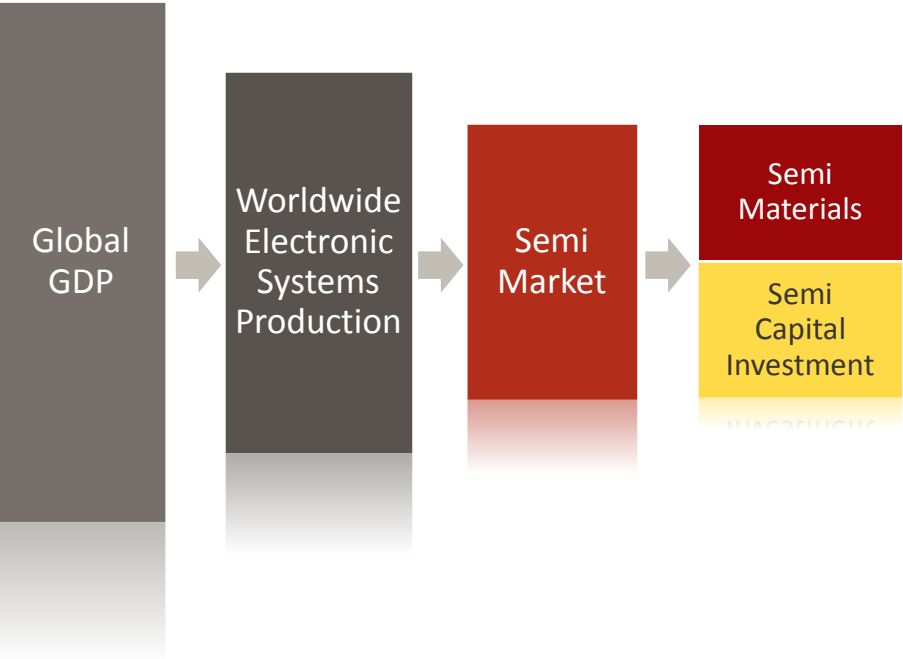 Global
GDP
Worldwide
Electronic
Systems
Production
Semi
Market
Semi
Materials
Semi
Capital
Investment